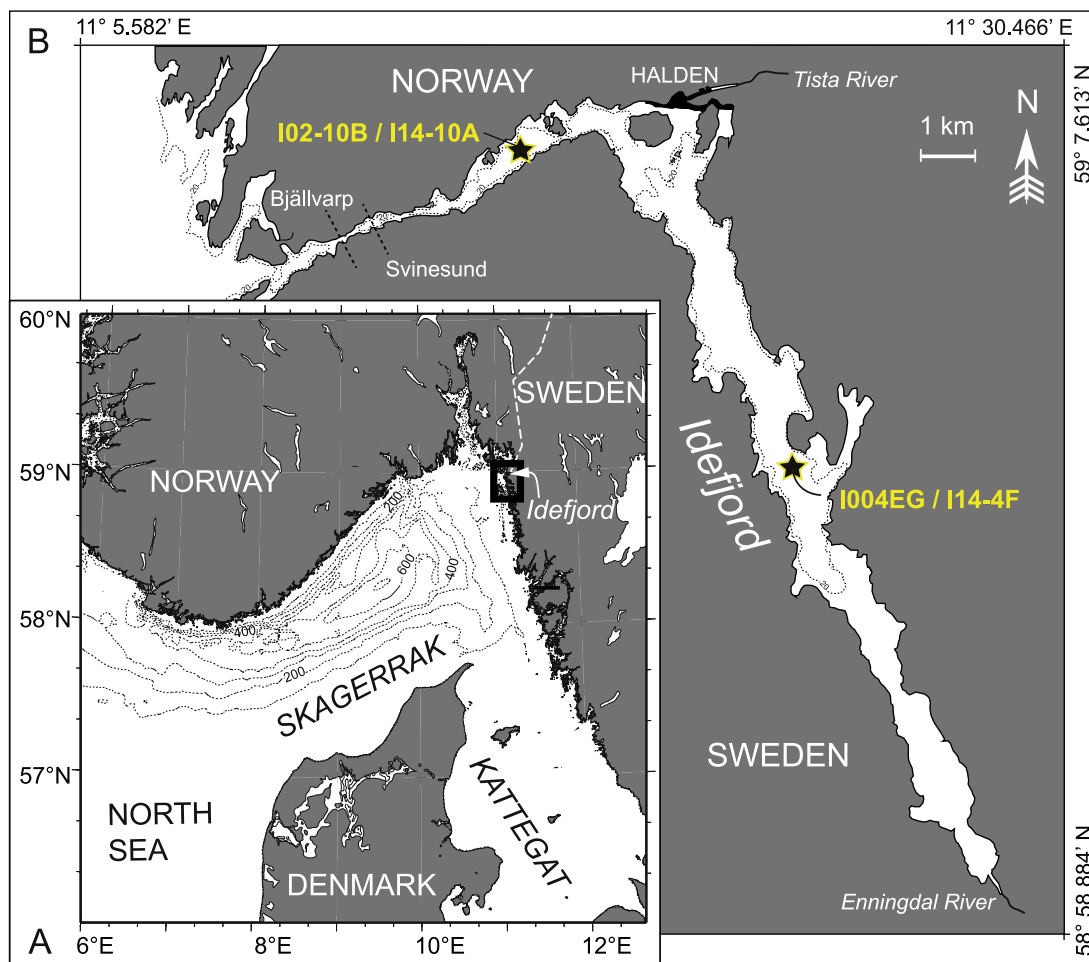 11° 5.582’ E
11° 30.466’ E
B
NORWAY
HALDEN
Tista River
59° 7.613’ N
N
1 km
I02-10B / I14-10A
Bjällvarp
Svinesund
20
Idefjord
I004EG / I14-4F
SWEDEN
Enningdal River
58° 58.884’ N
60°N
59°N
58°N
57°N
SWEDEN
NORWAY
Idefjord
200
600
400
400
200
SKAGERRAK
KATTEGAT
NORTH
SEA
DENMARK
A
6°E
8°E
10°E
12°E